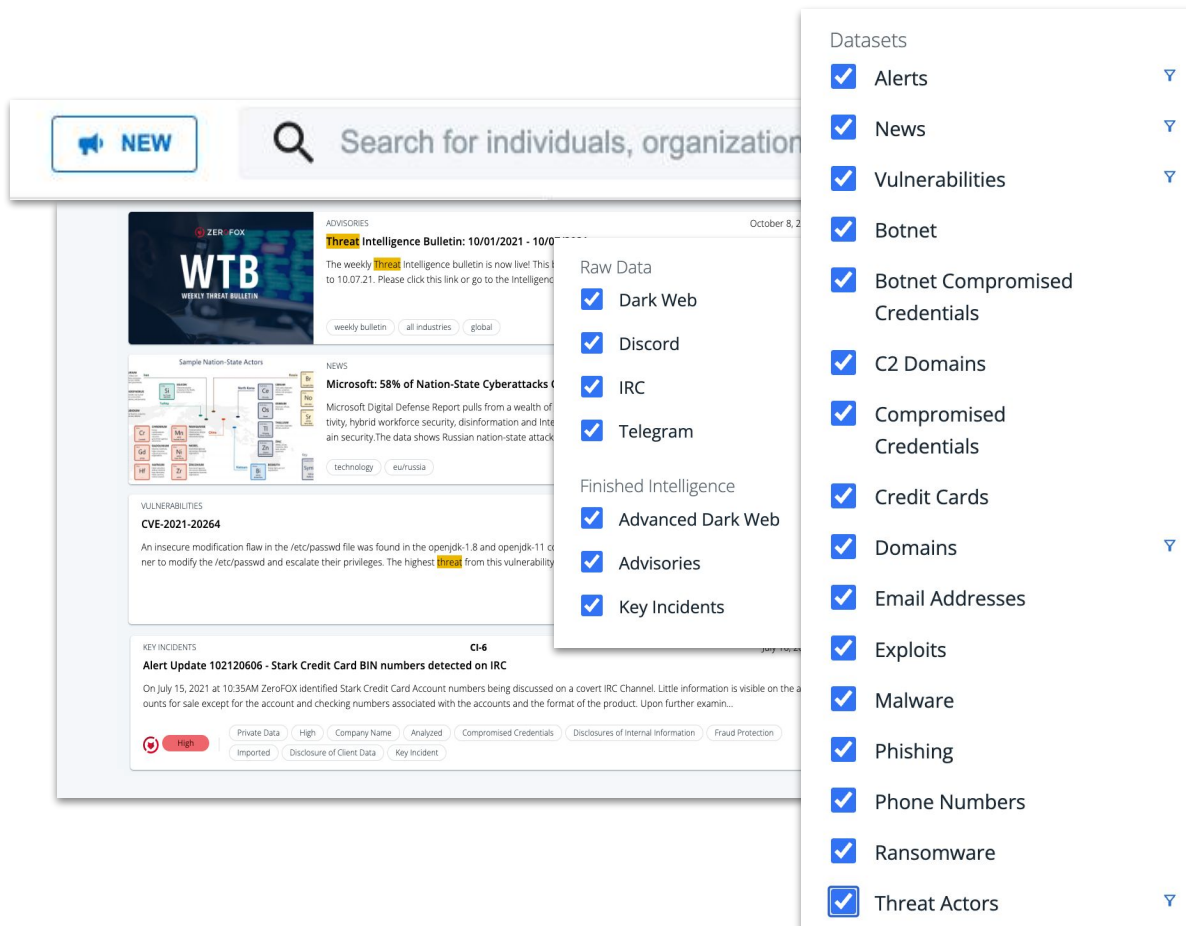 NEW
Search for individuals, organization
ZEROFOX
WTB
WEEKLY THREAT BULLETIN
ADVISORIES
October 8, 2
Threat Intelligence Bulletin: 10/01/2021 - 10/07/2021
The weekly Threat Intelligence bulletin is now live! This b
to 10.07.21. Please click this link or go to the Intelligenc
weekly bulletin
all industries
global
Sample Nation-State Actors
NEWS
Microsoft: 58% of Nation-State Cyberattacks
Microsoft Digital Defense Report pulls from a wealth of
tivity, hybrid workforce security, disinformation and Inte
ain security.The data shows Russian nation-state attack
technology
eu/russia
VULNERABILITIES
CVE-2021-20264
An insecure modification flaw in the /etc/passwd file was found in the openjdk-1.8 and openjdk-11 co
ner to modify the /etc/passwd and escalate their privileges. The highest threat from this vulnerability
KEY INCIDENTS
CI-6
Alert Update 102120606 - Stark Credit Card BIN numbers detected on IRC
On July 15, 2021 at 10:35AM ZeroFOX identified Stark Credit Card Account numbers being discussed on a covert IRC Channel. Little information is visible on the a
ounts for sale except for the account and checking numbers associated with the accounts and the format of the product. Upon further examin...
High
Private Data
High
Company Name
Analyzed
Compromised Credentials
Disclosures of Internal Information
Fraud Protection
Imported
Disclosure of Client Data
Key Incident
Raw Data
Dark Web
Discord
IRC
Telegram
Finished Intelligence
Advanced Dark Web
Advisories
Key Incidents
Datasets
Alerts
News
Vulnerabilities
Botnet
Botnet Compromised
Credentials
C2 Domains
Compromised
Credentials
Credit Cards
Domains
Email Addresses
Exploits
Malware
Phishing
Phone Numbers
Ransomware
Threat Actors